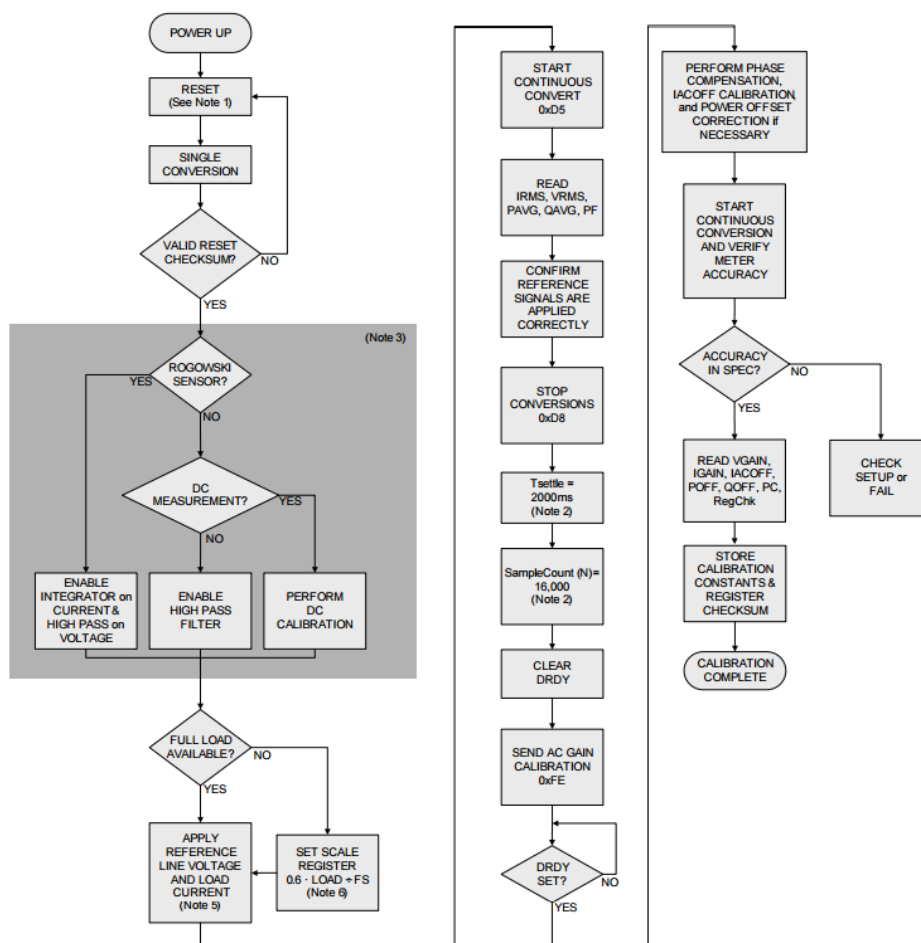 POWER UP
RESET
(See Note 1)
SINGLE
CONVERSION
VALID RESET
CHECKSUM?
NO
YES
(Note 3)
ROGOWSKI
SENSOR?
YES
NO
DC
MEASUREMENT?
YES
NO
ENABLE
INTEGRATOR on
CURRENT &
HIGH PASS on
VOLTAGE
ENABLE
HIGH PASS
FILTER
PERFORM
DC
CALIBRATION
FULL LOAD
AVAILABLE?
NO
YES
APPLY
REFERENCE
LINE VOLTAGE
AND LOAD
CURRENT
(Note 5)
SET SCALE
REGISTER
0.6 · LOAD ÷ FS
(Note 6)
START
CONTINUOUS
CONVERT
0xD5
READ
IRMS, VRMS,
PAVG, QAVG, PF
CONFIRM
REFERENCE
SIGNALS ARE
APPLIED
CORRECTLY
STOP
CONVERSIONS
0xD8
Tsettle =
2000ms
(Note 2)
SampleCount (N)=
16,000
(Note 2)
CLEAR
DRDY
SEND AC GAIN
CALIBRATION
0xFE
DRDY
SET?
NO
YES
PERFORM PHASE
COMPENSATION,
IACOFF CALIBRATION,
and POWER OFFSET
CORRECTION if
NECESSARY
START
CONTINUOUS
CONVERSION
AND VERIFY
METER
ACCURACY
ACCURACY
IN SPEC?
NO
YES
READ VGAIN,
IGAIN, IACOFF,
POFF, QOFF, PC,
RegChk
CHECK
SETUP or
FAIL
STORE
CALIBRATION
CONSTANTS &
REGISTER
CHECKSUM
CALIBRATION
COMPLETE